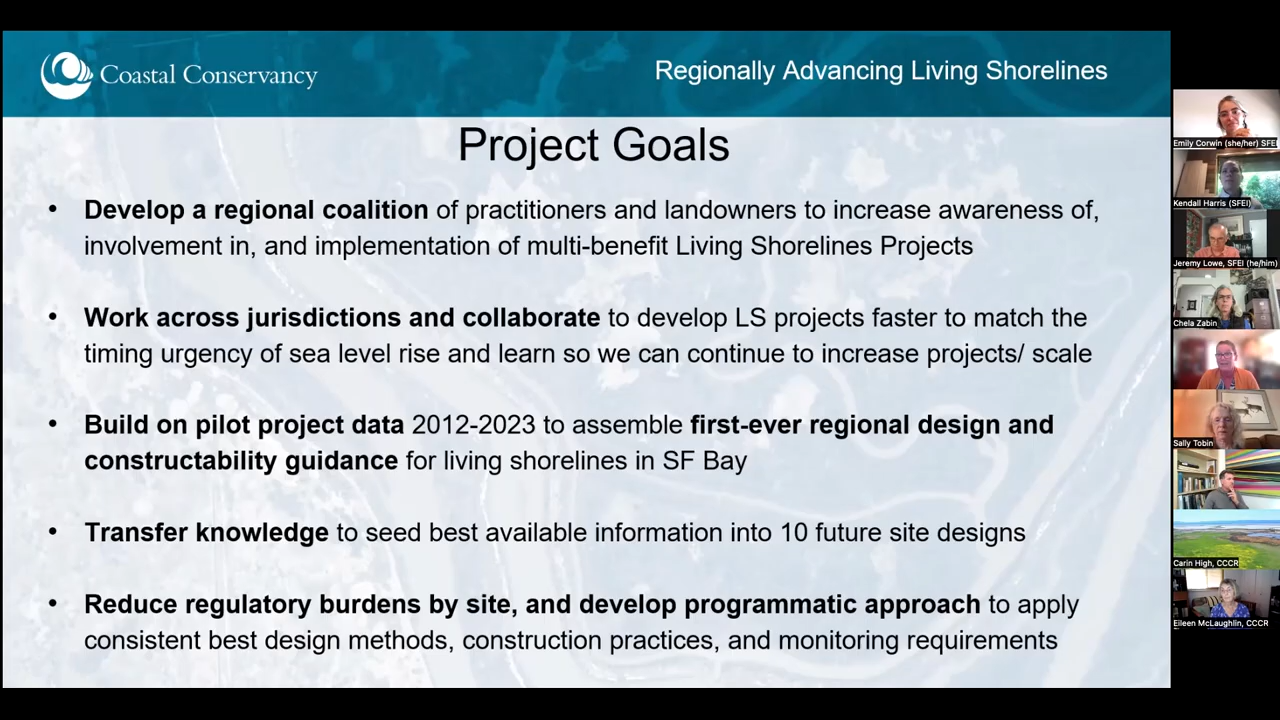 Coastal Conservancy
Regionally Advancing Living Shorelines
Project Goals
• Develop a regional coalition of practitioners and landowners to increase awareness of,
involvement in, and implementation of multi-benefit Living Shorelines Projects
• Work across jurisdictions and collaborate to develop LS projects faster to match the
timing urgency of sea level rise and learn so we can continue to increase projects/ scale
• Build on pilot project data 2012-2023 to assemble first-ever regional design and
constructability guidance for living shorelines in SF Bay
• Transfer knowledge to seed best available information into 10 future site designs
• Reduce regulatory burdens by site, and develop programmatic approach to apply
consistent best design methods, construction practices, and monitoring requirements
Emily Corwin (she/her) SFE
Kendall Harris (SFEI)
Jeremy Lowe, SFEI (he/him)
Chela Zabin
Sally Tobin
Carin High, CCCR
Eileen McLaughlin, CCCR